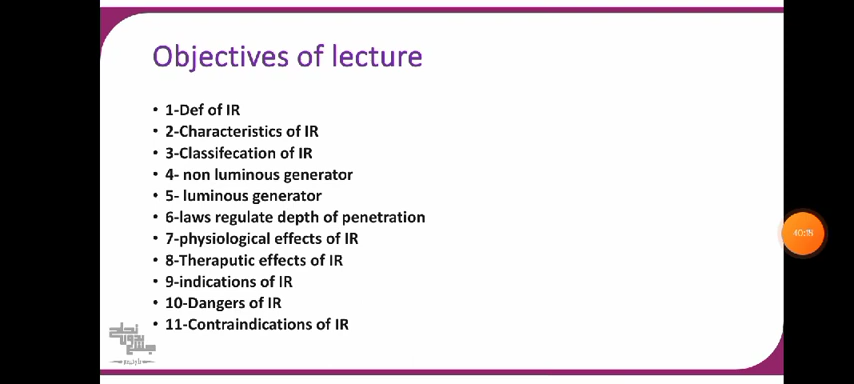 Objectives of lecture
• 1-Def of IR
• 2-Characteristics of IR
• 3-Classifecation of IR
• 4- non luminous generator
• 5- luminous generator
• 6-laws regulate depth of penetration
• 7-physiological effects of IR
• 8-Theraputic effects of IR
• 9-indications of IR
• 10-Dangers of IR
• 11-Contraindications of IR